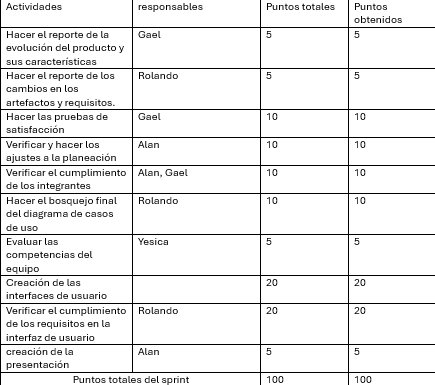 Actividades responsables Puntos totales Puntos
obtenidos
Hacer el reporte de la Gael 5 5
evolución del producto y
sus características
Hacer el reporte de los Rolando 5 5
cambios en los
artefactos y requisitos.
Hacer las pruebas de Gael 10 10
satisfacción
Verificar y hacer los Alan 10 10
ajustes a la planeación
Verificar el cumplimiento Alan, Gael 10 10
de los integrantes
Hacer el bosquejo final Rolando 10 10
del diagrama de casos
de uso
Evaluar las Yesica 5 5
competencias del
equipo
Creación de las 20 20
interfaces de usuario
Verificar el cumplimiento Rolando 20 20
de los requisitos en la
interfaz de usuario
creación de la Alan 5 5
presentación
Puntos totales del sprint 100 100